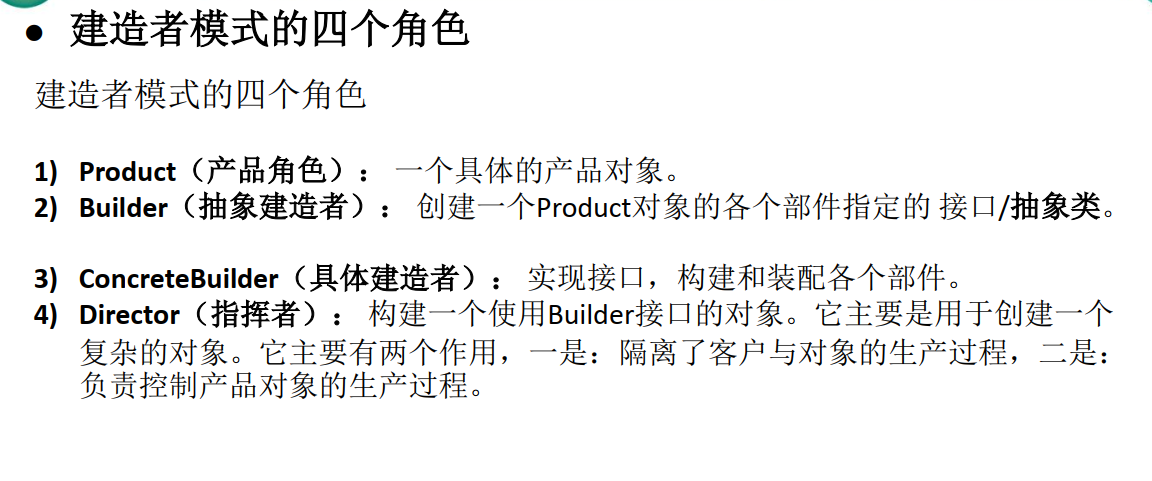 ● 建造者模式的四个角色
建造者模式的四个角色
1) Product（产品角色）： 一个具体的产品对象。
2) Builder（抽象建造者）： 创建一个Product对象的各个部件指定的 接口/抽象类。
3) ConcreteBuilder（具体建造者）： 实现接口，构建和装配各个部件。
4) Director（指挥者）： 构建一个使用Builder接口的对象。它主要是用于创建一个
复杂的对象。它主要有两个作用，一是：隔离了客户与对象的生产过程，二是：
负责控制产品对象的生产过程。